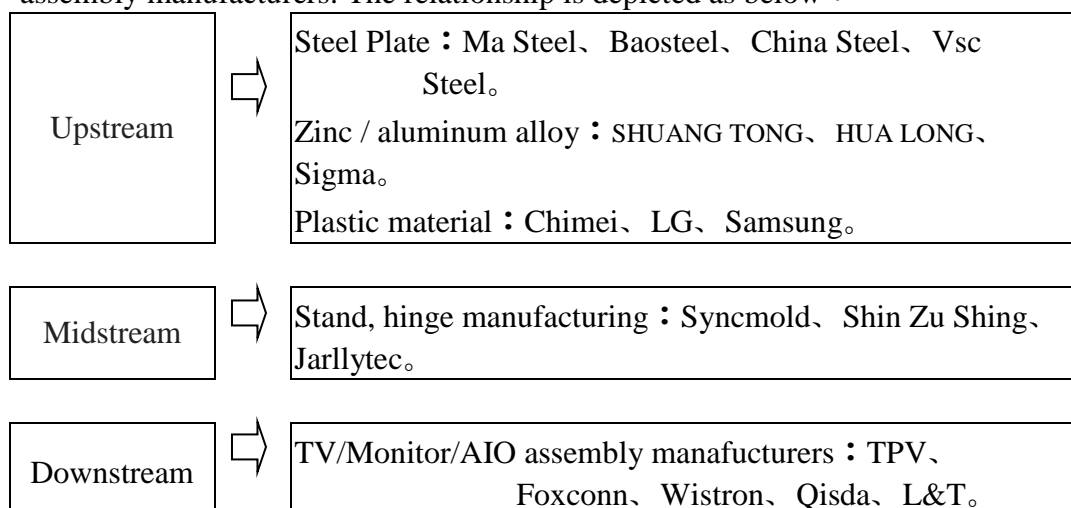 assembly manufacturers. The relationship is depicted as below：
Upstream
Steel Plate：Ma Steel、Baosteel、China Steel、Vsc
Steel。
Zinc / aluminum alloy：SHUANG TONG、HUA LONG、
Sigma。
Plastic material：Chimei、LG、Samsung。
Midstream
Stand, hinge manufacturing：Syncmold、Shin Zu Shing、
Jarllytec。
Downstream
TV/Monitor/AIO assembly manafucturers：TPV、
Foxconn、Wistron、Qisda、L&T。